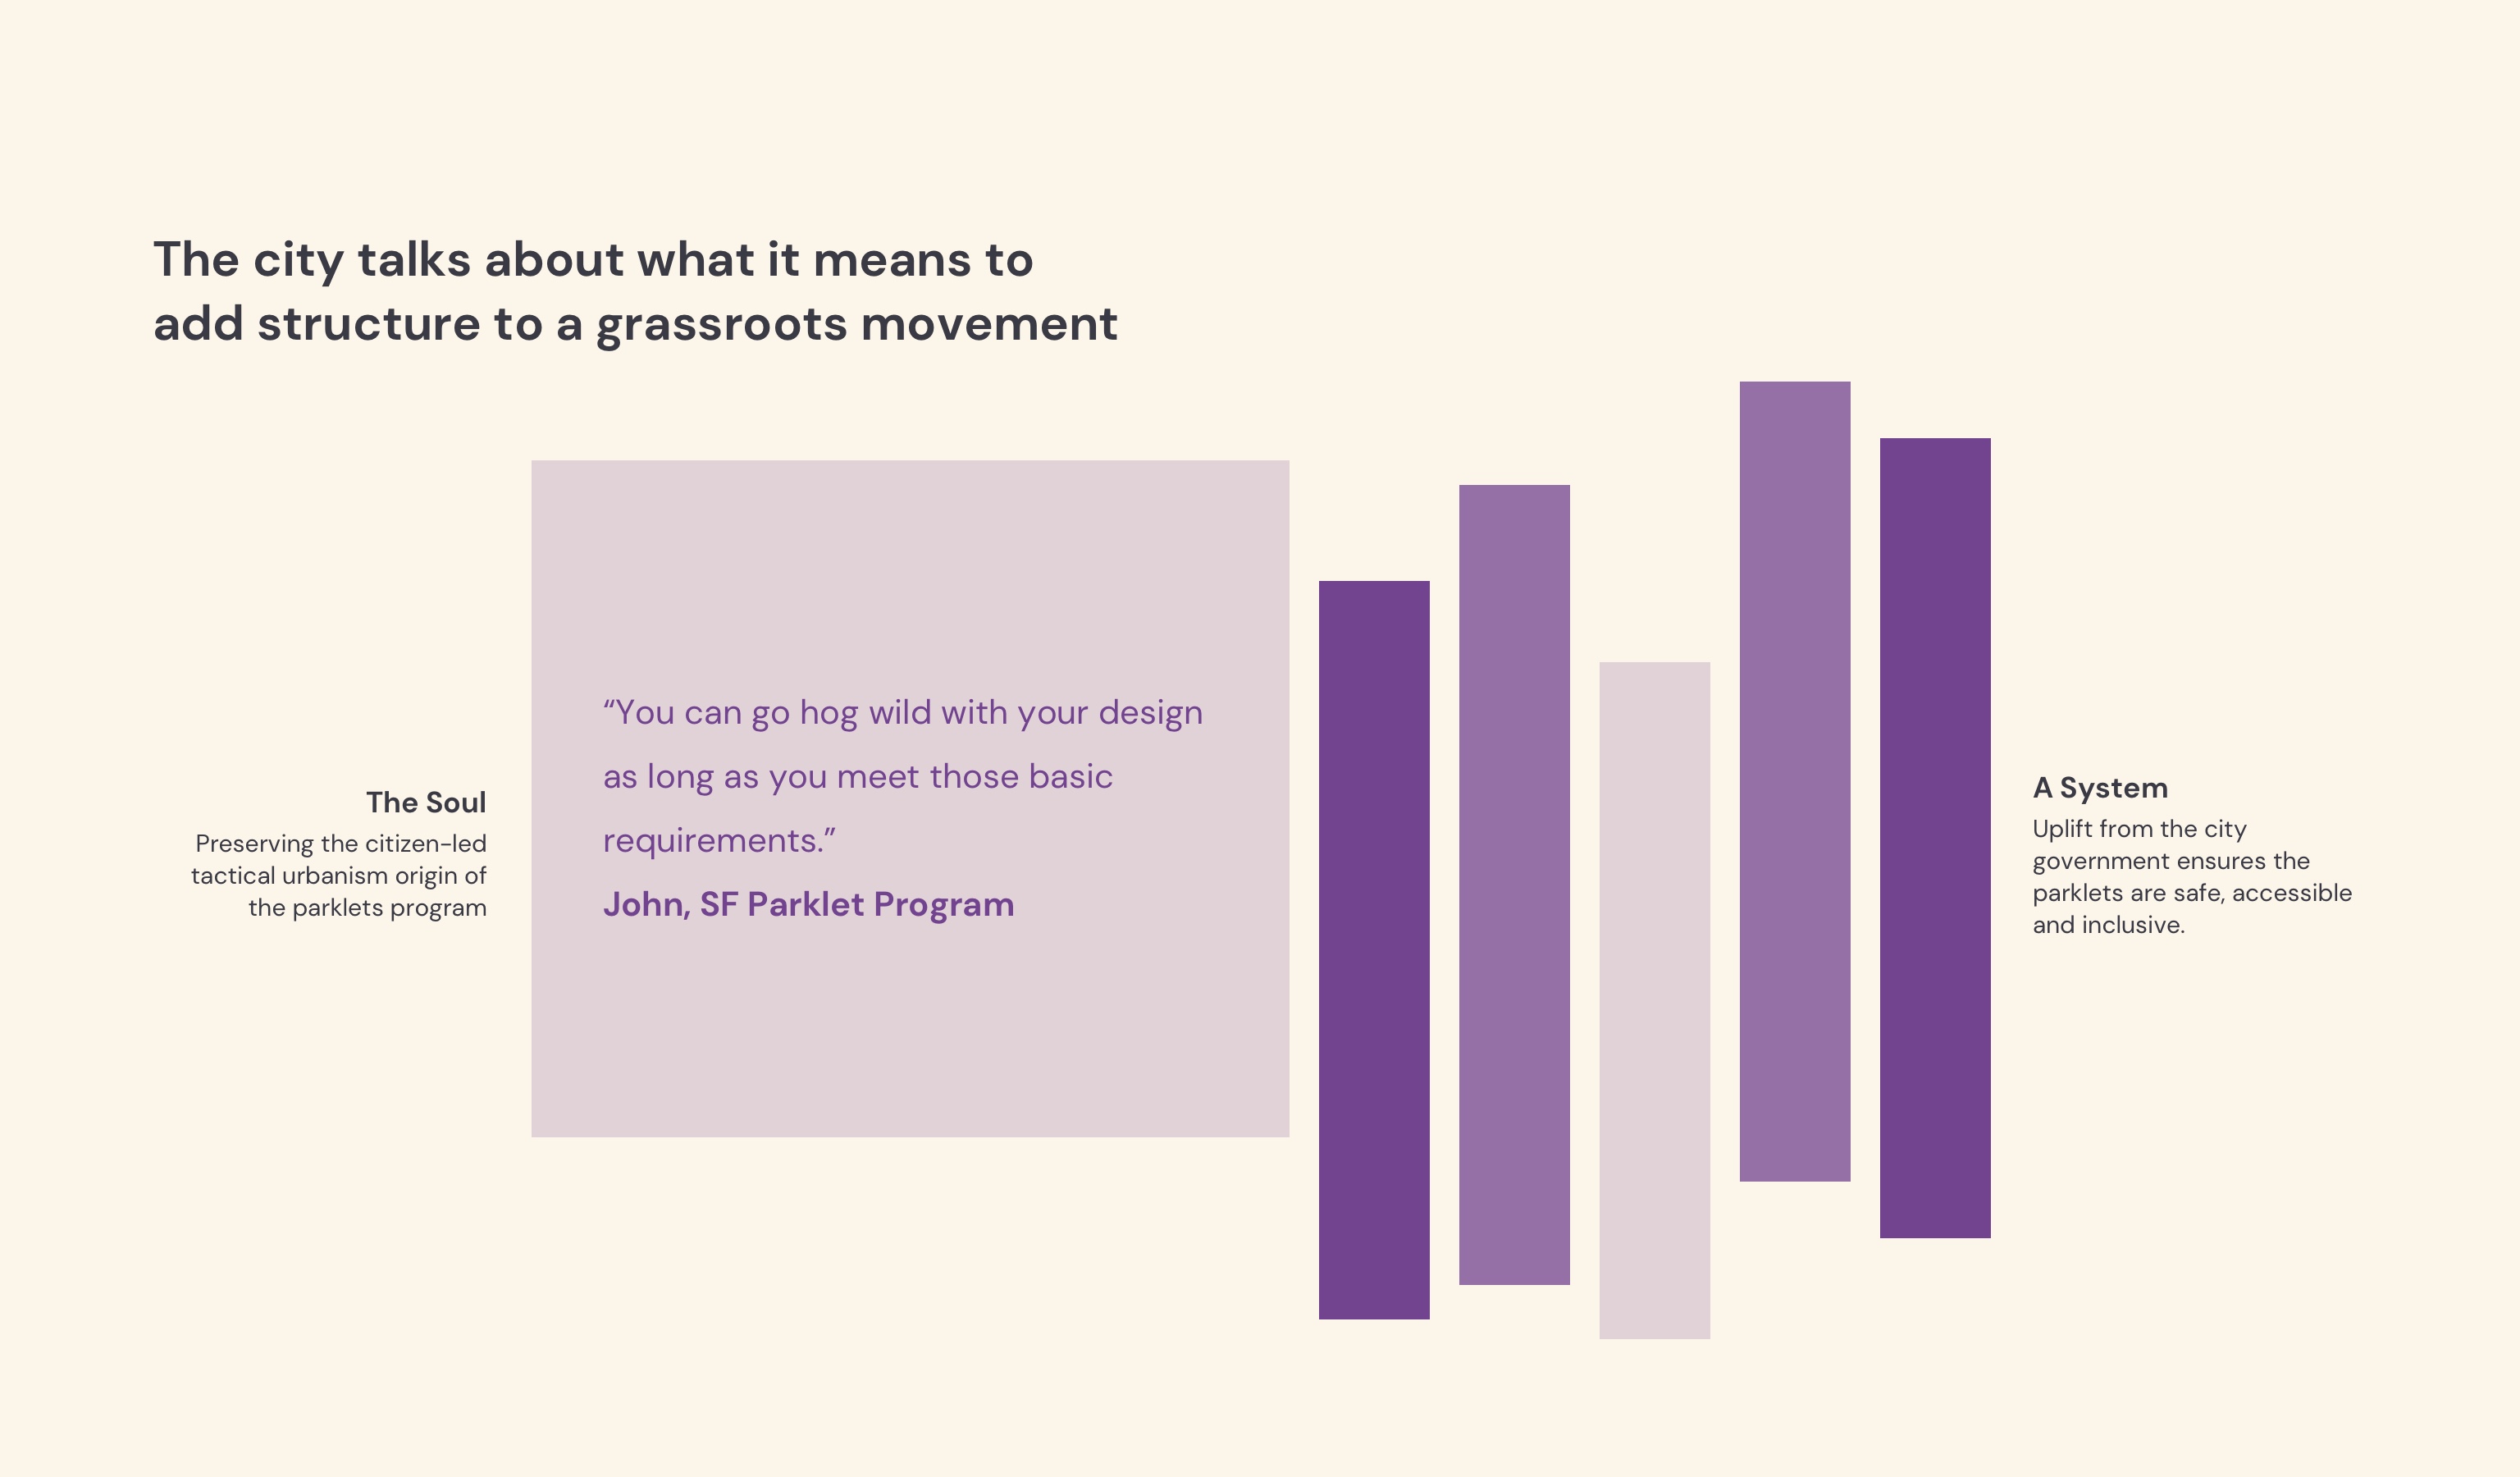 The city talks about what it means to
add structure to a grassroots movement
The Soul
Preserving the citizen-led
tactical urbanism origin of
the parklets program
“You can go hog wild with your design
as long as you meet those basic
requirements.”
John, SF Parklet Program
A System
Uplift from the city
government ensures the
parklets are safe, accessible
and inclusive.